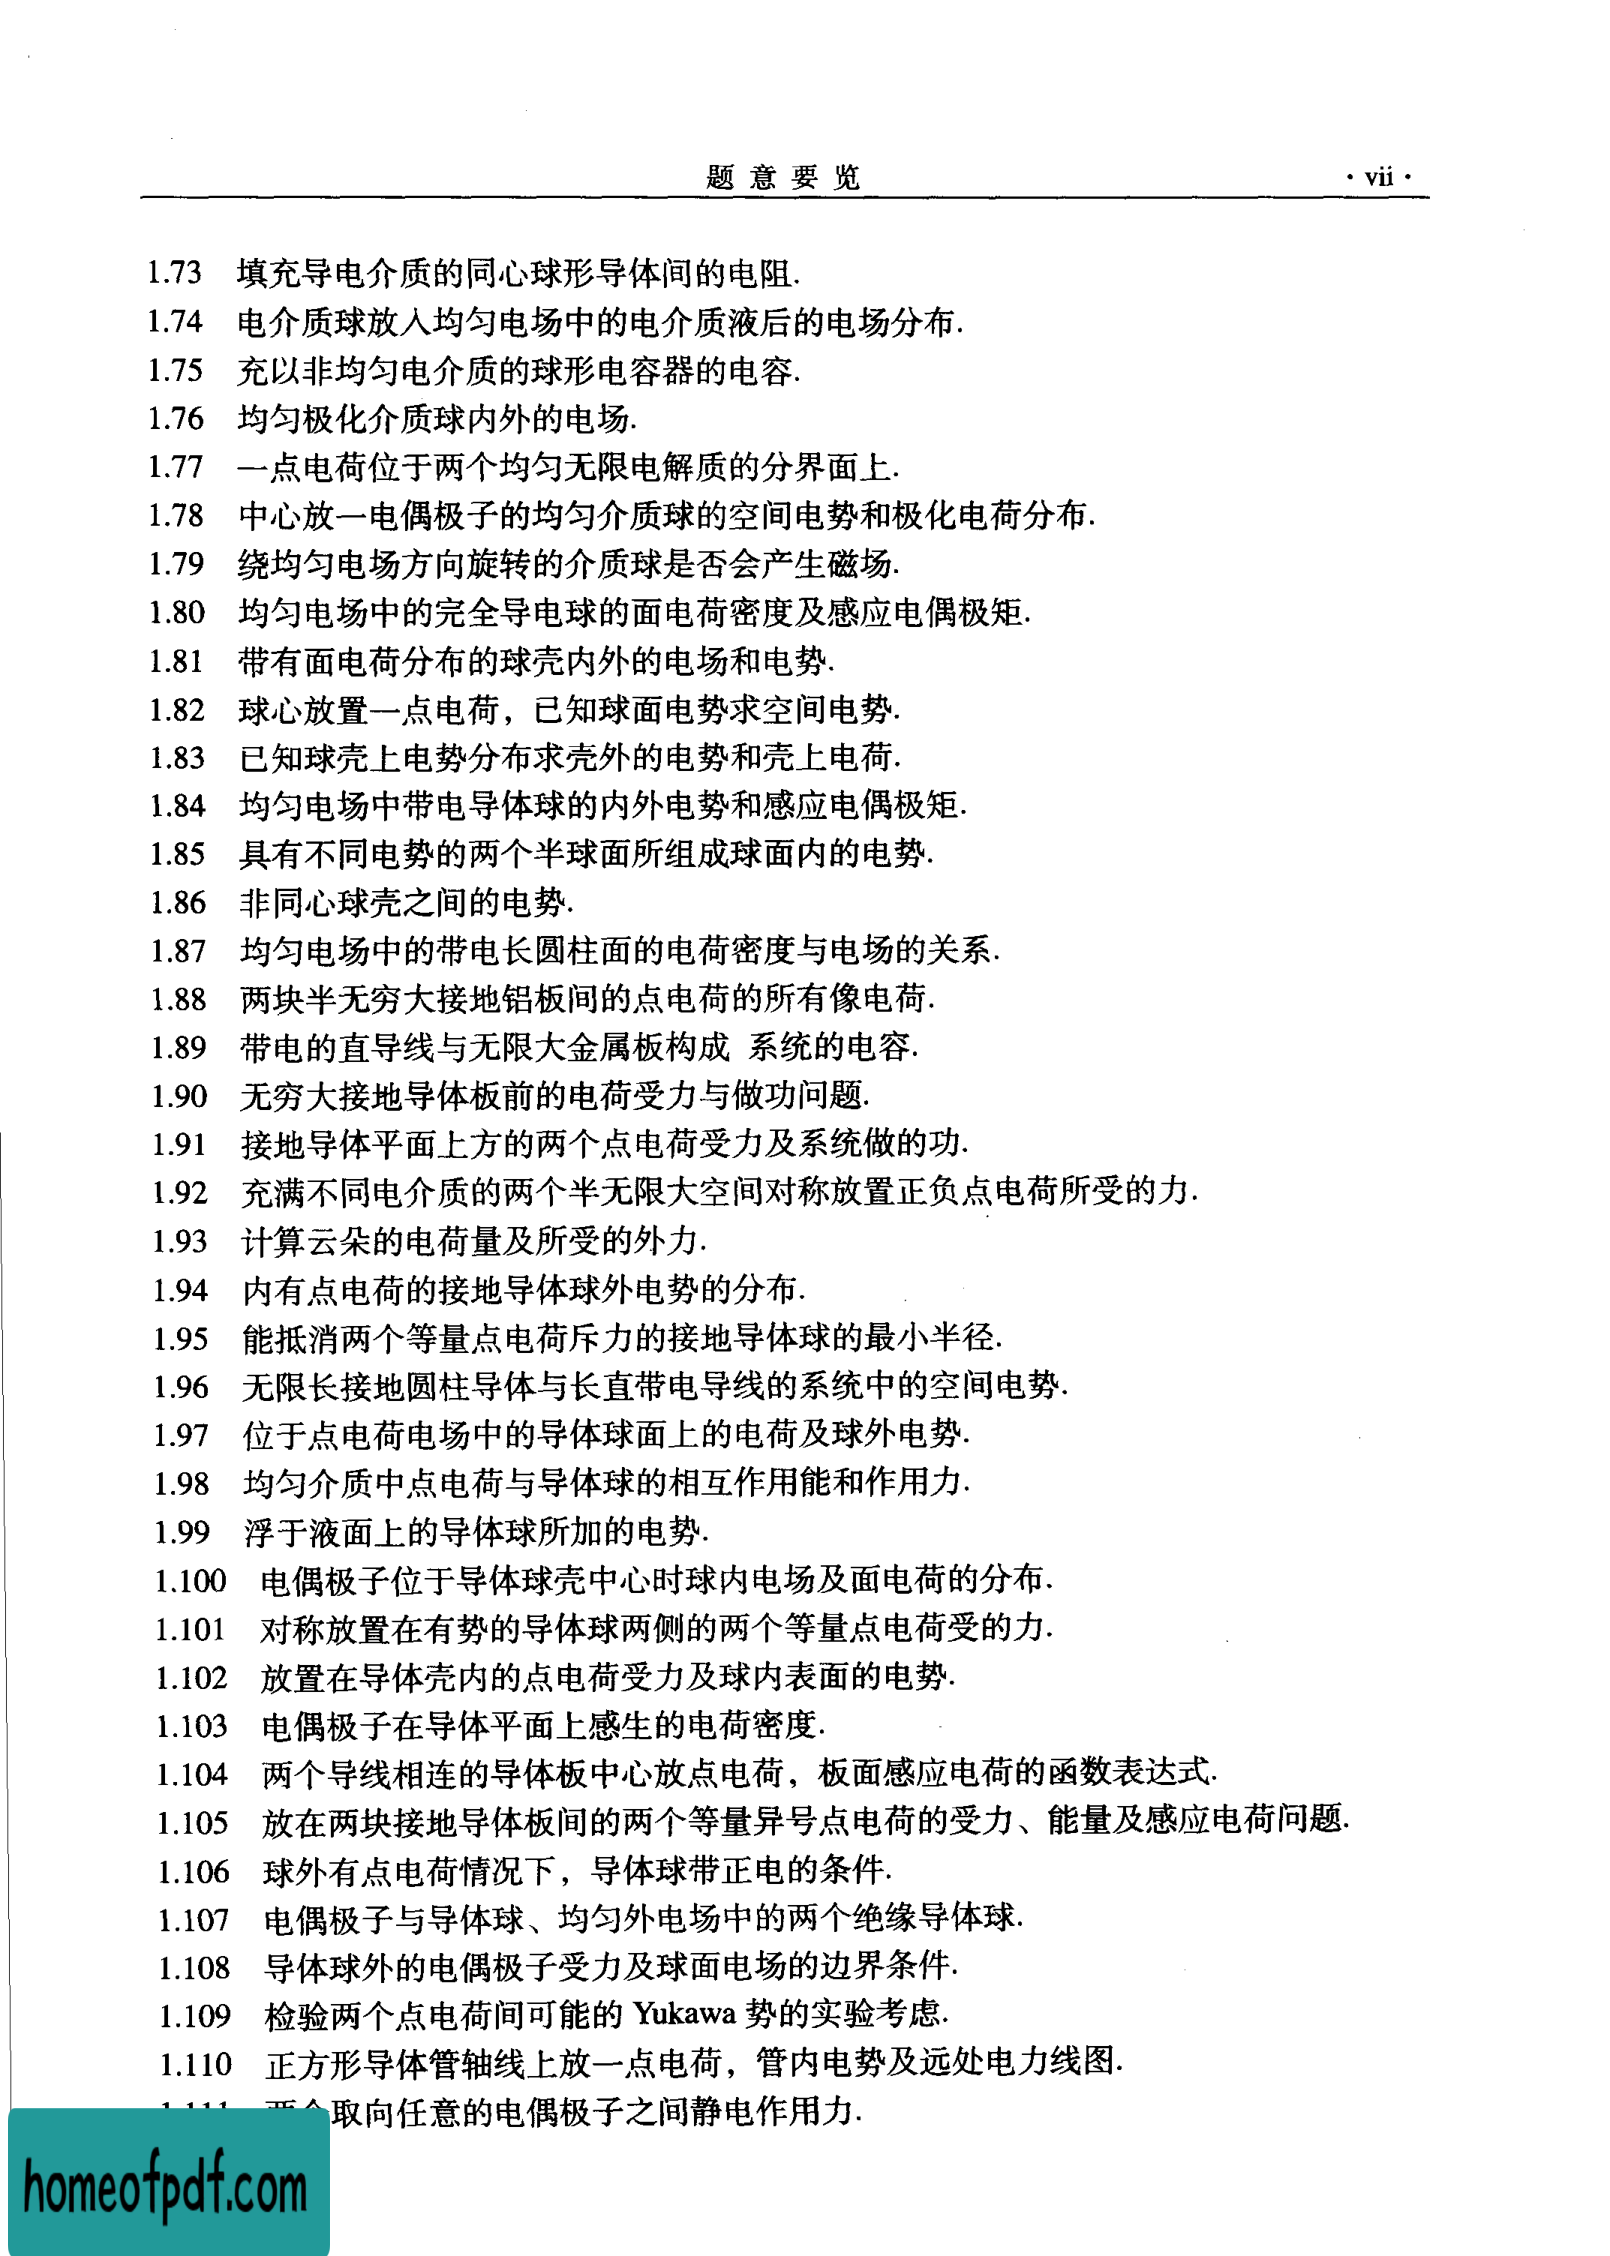 题意要览 · vii ·
1.73 填充导电介质的同心球形导体间的电阻.
1.74 电介质球放入均匀电场中的电介质液后的电场分布.
1.75 充以非均匀电介质的球形电容器的电容.
1.76 均匀极化介质球内外的电场.
1.77 一点电荷位于两个均匀无限电解质的分界面上.
1.78 中心放一电偶极子的均匀介质球的空间电势和极化电荷分布.
1.79 绕均匀电场方向旋转的介质球是否会产生磁场.
1.80 均匀电场中的完全导电球的面电荷密度及感应电偶极矩.
1.81 带有面电荷分布的球壳内外的电场和电势.
1.82 球心放置一点电荷，已知球面电势求空间电势.
1.83 已知球壳上电势分布求壳外的电势和壳上电荷.
1.84 均匀电场中带电导体球的内外电势和感应电偶极矩.
1.85 具有不同电势的两个半球面所组成球面内的电势.
1.86 非同心球壳之间的电势.
1.87 均匀电场中的带电长圆柱面的电荷密度与电场的关系.
1.88 两块半无穷大接地铝板间的点电荷的所有像电荷.
1.89 带电的直导线与无限大金属板构成 系统的电容.
1.90 无穷大接地导体板前的电荷受力与做功问题.
1.91 接地导体平面上方的两个点电荷受力及系统做的功.
1.92 充满不同电介质的两个半无限大空间对称放置正负点电荷所受的力.
1.93 计算云朵的电荷量及所受的外力.
1.94 内有点电荷的接地导体球外电势的分布.
1.95 能抵消两个等量点电荷斥力的接地导体球的最小半径.
1.96 无限长接地圆柱导体与长直带电导线的系统中的空间电势.
1.97 位于点电荷电场中的导体球面上的电荷及球外电势.
1.98 均匀介质中点电荷与导体球的相互作用能和作用力.
1.99 浮于液面上的导体球所加的电势.
1.100 电偶极子位于导体球壳中心时球内电场及面电荷的分布.
1.101 对称放置在有势的导体球两侧的两个等量点电荷受的力.
1.102 放置在导体壳内的点电荷受力及球内表面的电势.
1.103 电偶极子在导体平面上感生的电荷密度.
1.104 两个导线相连的导体板中心放点电荷，板面感应电荷的函数表达式.
1.105 放在两块接地导体板间的两个等量异号点电荷的受力、能量及感应电荷问题.
1.106 球外有点电荷情况下，导体球带正电的条件.
1.107 电偶极子与导体球、均匀外电场中的两个绝缘导体球.
1.108 导体球外的电偶极子受力及球面电场的边界条件.
1.109 检验两个点电荷间可能的 Yukawa 势的实验考虑.
1.110 正方形导体管轴线上放一点电荷，管内电势及远处电力线图.
取向任意的电偶极子之间静电作用力.
homeofpdf.com